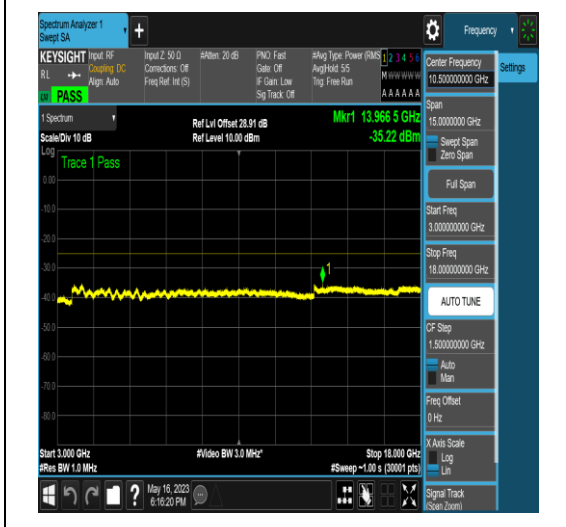 Spectrum Analyzer 1
Swept SA
+
Frequency
KEYSIGHT
RL
PASS
Input: RF
Coupling: DC
Align: Auto
Input Z: 50 Ω
Corrections: Off
Freq Ref: Int (S)
#Atten: 20 dB
PNO: Fast
Gate: Off
IF Gain: Low
Sig Track: Off
#Avg Type: Power (RMS
Avg|Hold: 5/5
Trig: Free Run
1 2 3 4 5 6
M W W W W W
A A A A A A
1 Spectrum
Scale/Div 10 dB
Log
Ref Lvl Offset 28.91 dB
Ref Level 10.00 dBm
Mkr1 13.966 5 GHz
-35.22 dBm
Trace 1 Pass
0.00
-10.0
-20.0
-30.0
-40.0
-50.0
-60.0
-70.0
-80.0
1
Start 3.000 GHz
#Res BW 1.0 MHz
#Video BW 3.0 MHz*
Stop 18.000 GHz
#Sweep ~1.00 s (30001 pts)
?
May 16, 2023
6:16:20 PM
Center Frequency
10.500000000 GHz
Settings
Span
15.0000000 GHz
Swept Span
Zero Span
Full Span
Start Freq
3.000000000 GHz
Stop Freq
18.000000000 GHz
AUTO TUNE
CF Step
1.500000000 GHz
Auto
Man
Freq Offset
0 Hz
X Axis Scale
Log
Lin
Signal Track
(Span Zoom)